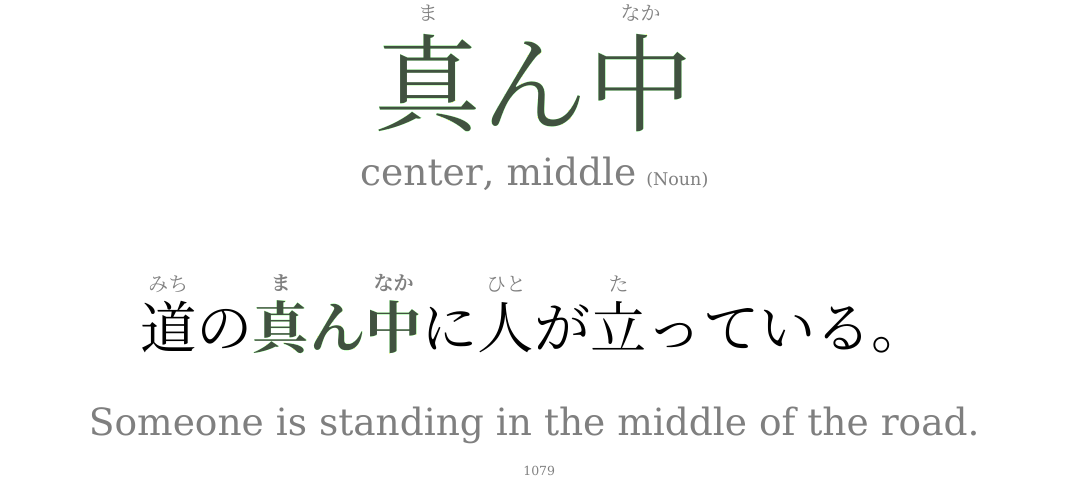 ま なか
真ん中
center, middle (Noun)
みち ま なか ひと た
道の真ん中に人が立っている。
Someone is standing in the middle of the road.
1079